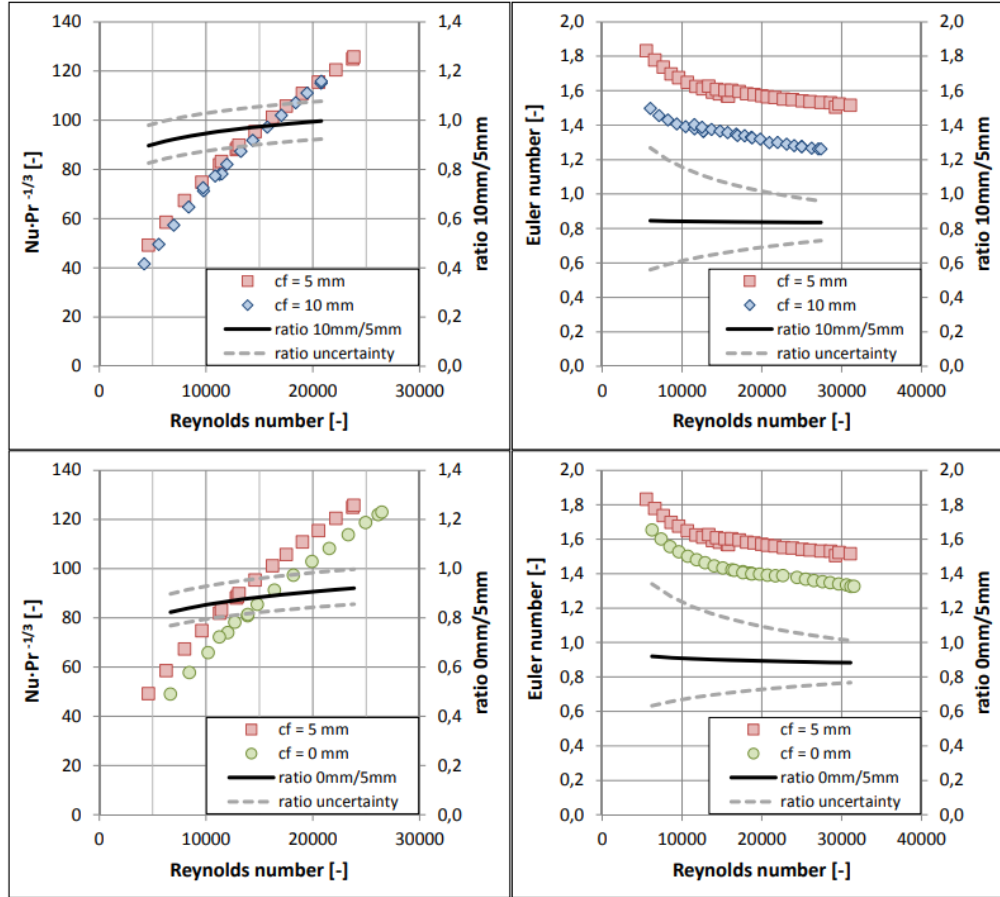 140
120
100
80
60
40
20
0
Nu·Pr -1/3 [-]
1,4
1,2
1,0
0,8
0,6
0,4
0,2
0,0
ratio 10mm/5mm
cf = 5 mm
cf = 10 mm
ratio 10mm/5mm
ratio uncertainty
0 10000 20000 30000
Reynolds number [-]
2,0
1,8
1,6
1,4
1,2
1,0
0,8
0,6
0,4
0,2
0,0
Euler number [-]
2,0
1,8
1,6
1,4
1,2
1,0
0,8
0,6
0,4
0,2
0,0
ratio 10mm/5mm
cf = 5 mm
cf = 10 mm
ratio 10mm/5mm
ratio uncertainty
0 10000 20000 30000 40000
Reynolds number [-]
140
120
100
80
60
40
20
0
Nu·Pr -1/3 [-]
1,4
1,2
1,0
0,8
0,6
0,4
0,2
0,0
ratio 0mm/5mm
cf = 5 mm
cf = 0 mm
ratio 0mm/5mm
ratio uncertainty
0 10000 20000 30000
Reynolds number [-]
2,0
1,8
1,6
1,4
1,2
1,0
0,8
0,6
0,4
0,2
0,0
Euler number [-]
2,0
1,8
1,6
1,4
1,2
1,0
0,8
0,6
0,4
0,2
0,0
ratio 0mm/5mm
cf = 5 mm
cf = 0 mm
ratio 0mm/5mm
ratio uncertainty
0 10000 20000 30000 40000
Reynolds number [-]